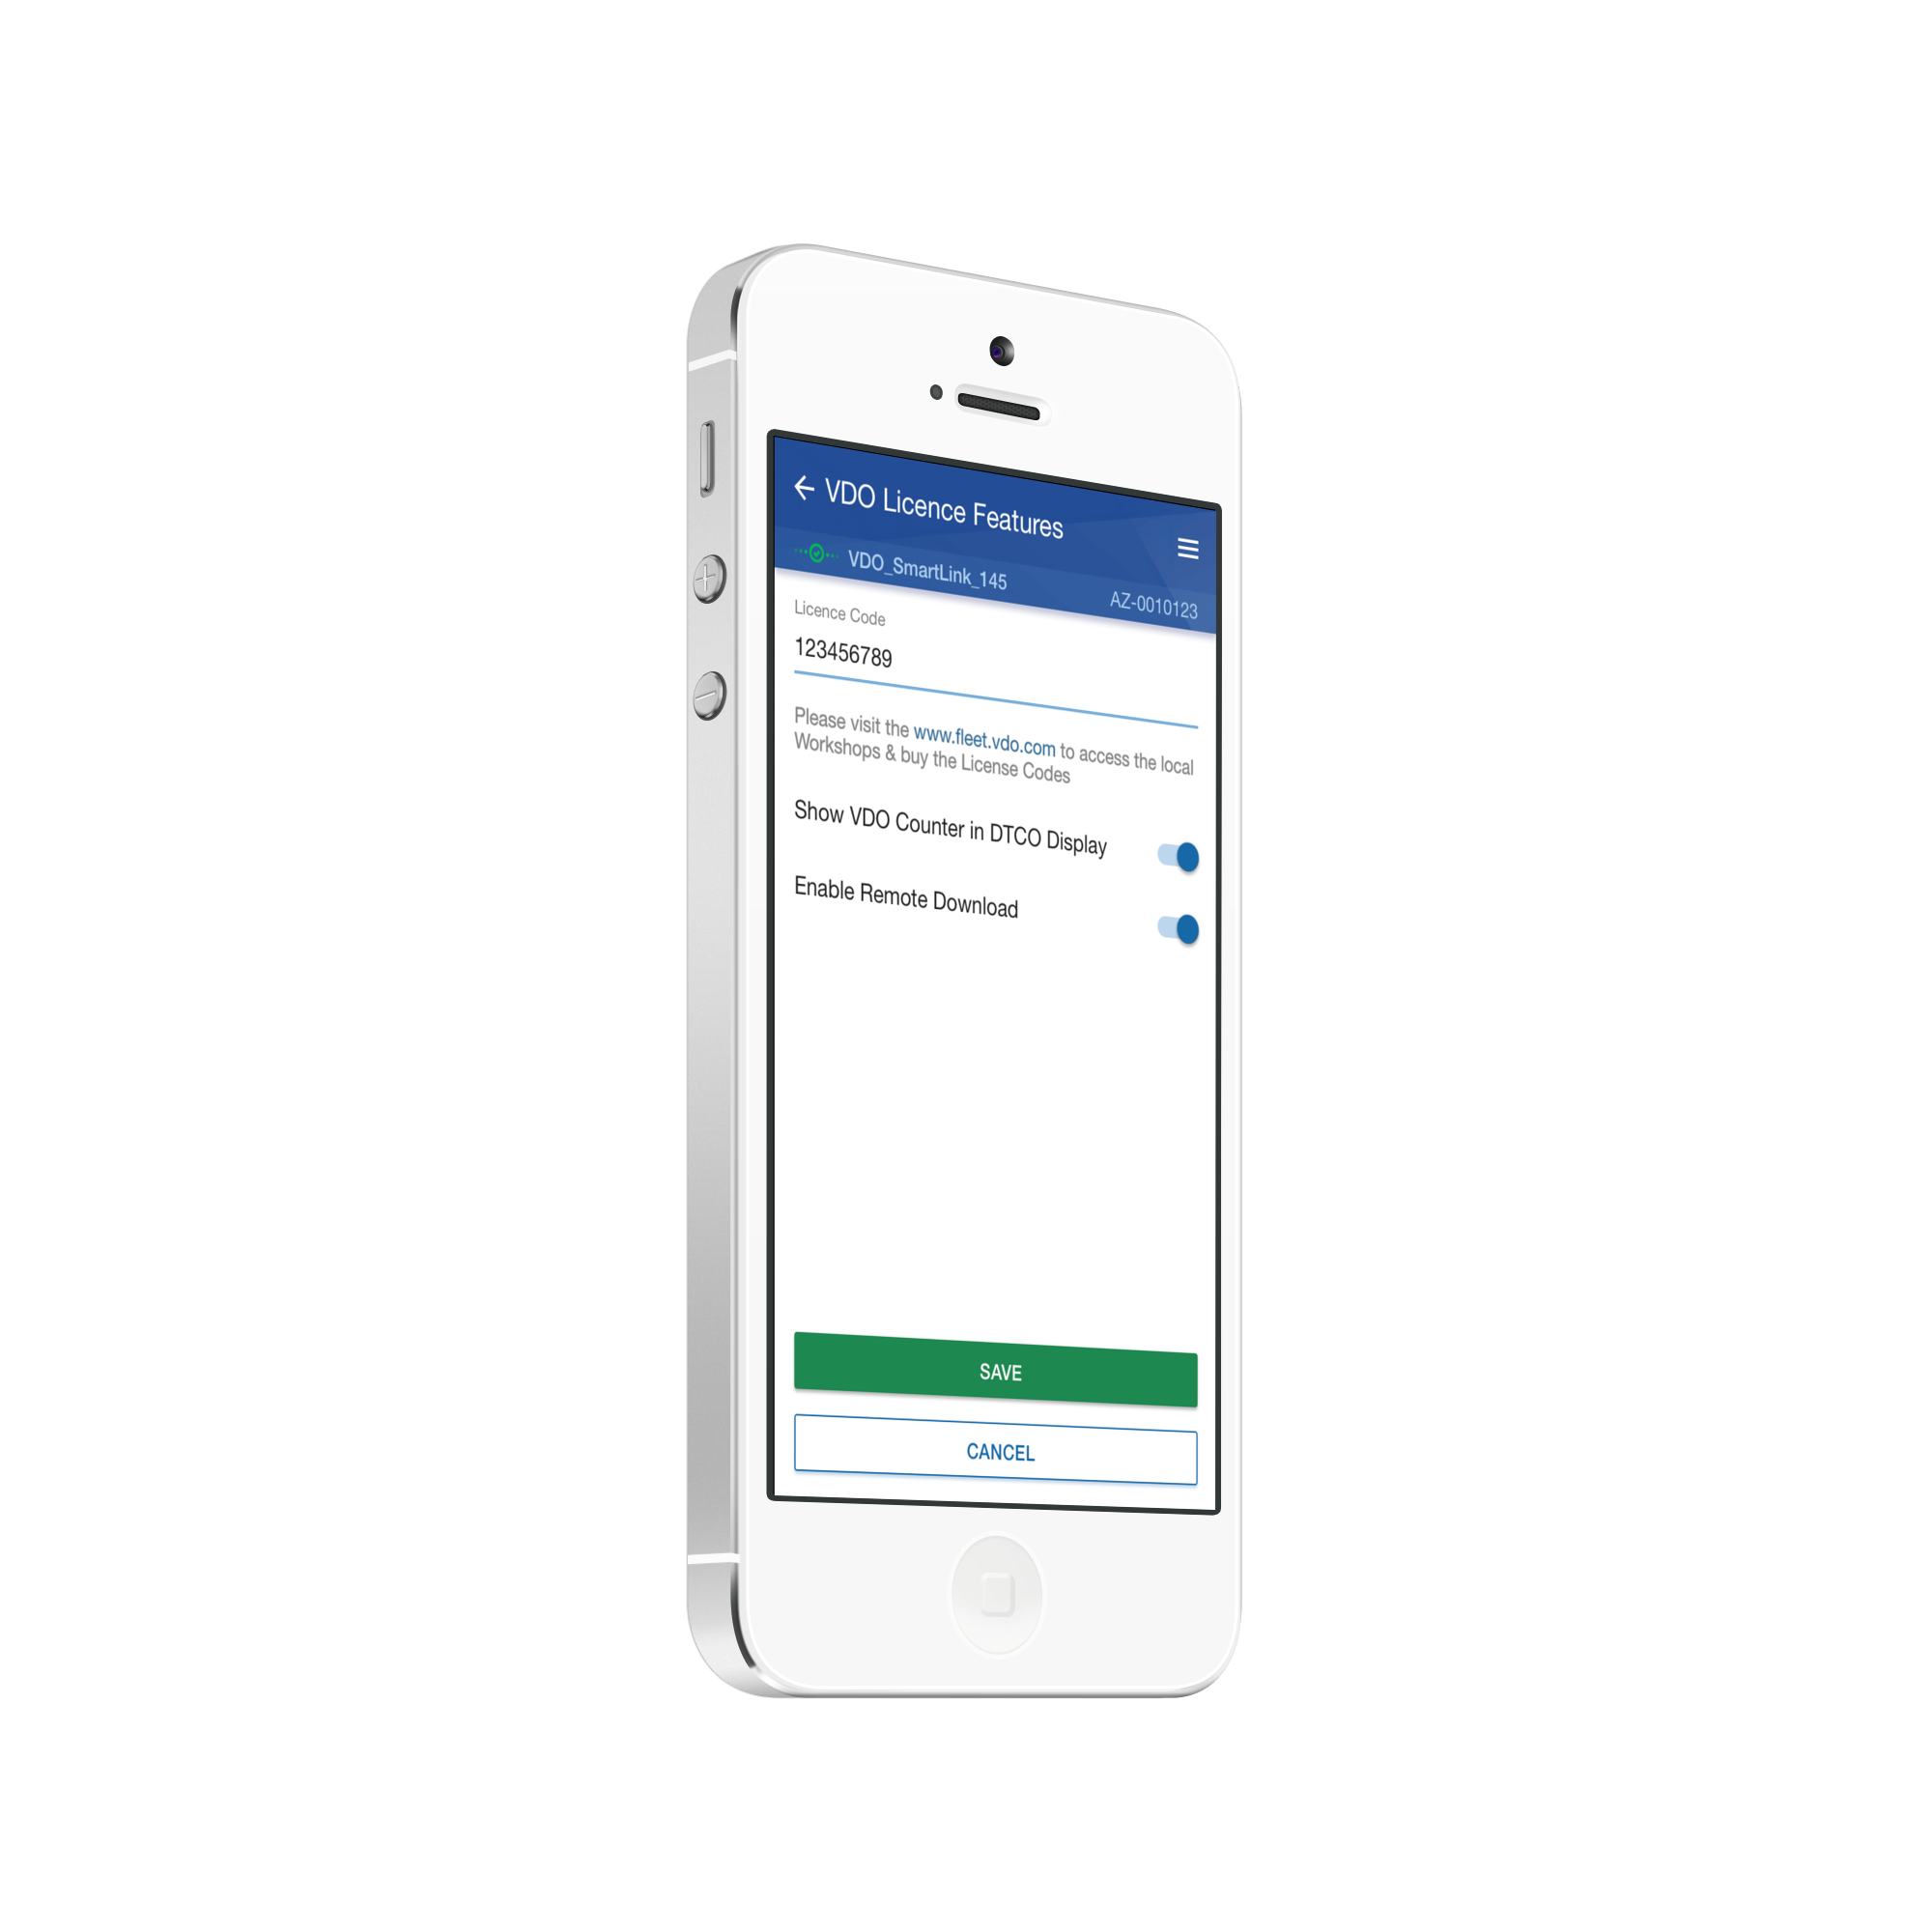 VDO Licence Features
VDO_SmartLink_145
AZ-0010123
Licence Code
123456789
Please visit the www.fleet.vdo.com to access the local
Workshops & buy the License Codes
Show VDO Counter in DTCO Display
Enable Remote Download
SAVE
CANCEL